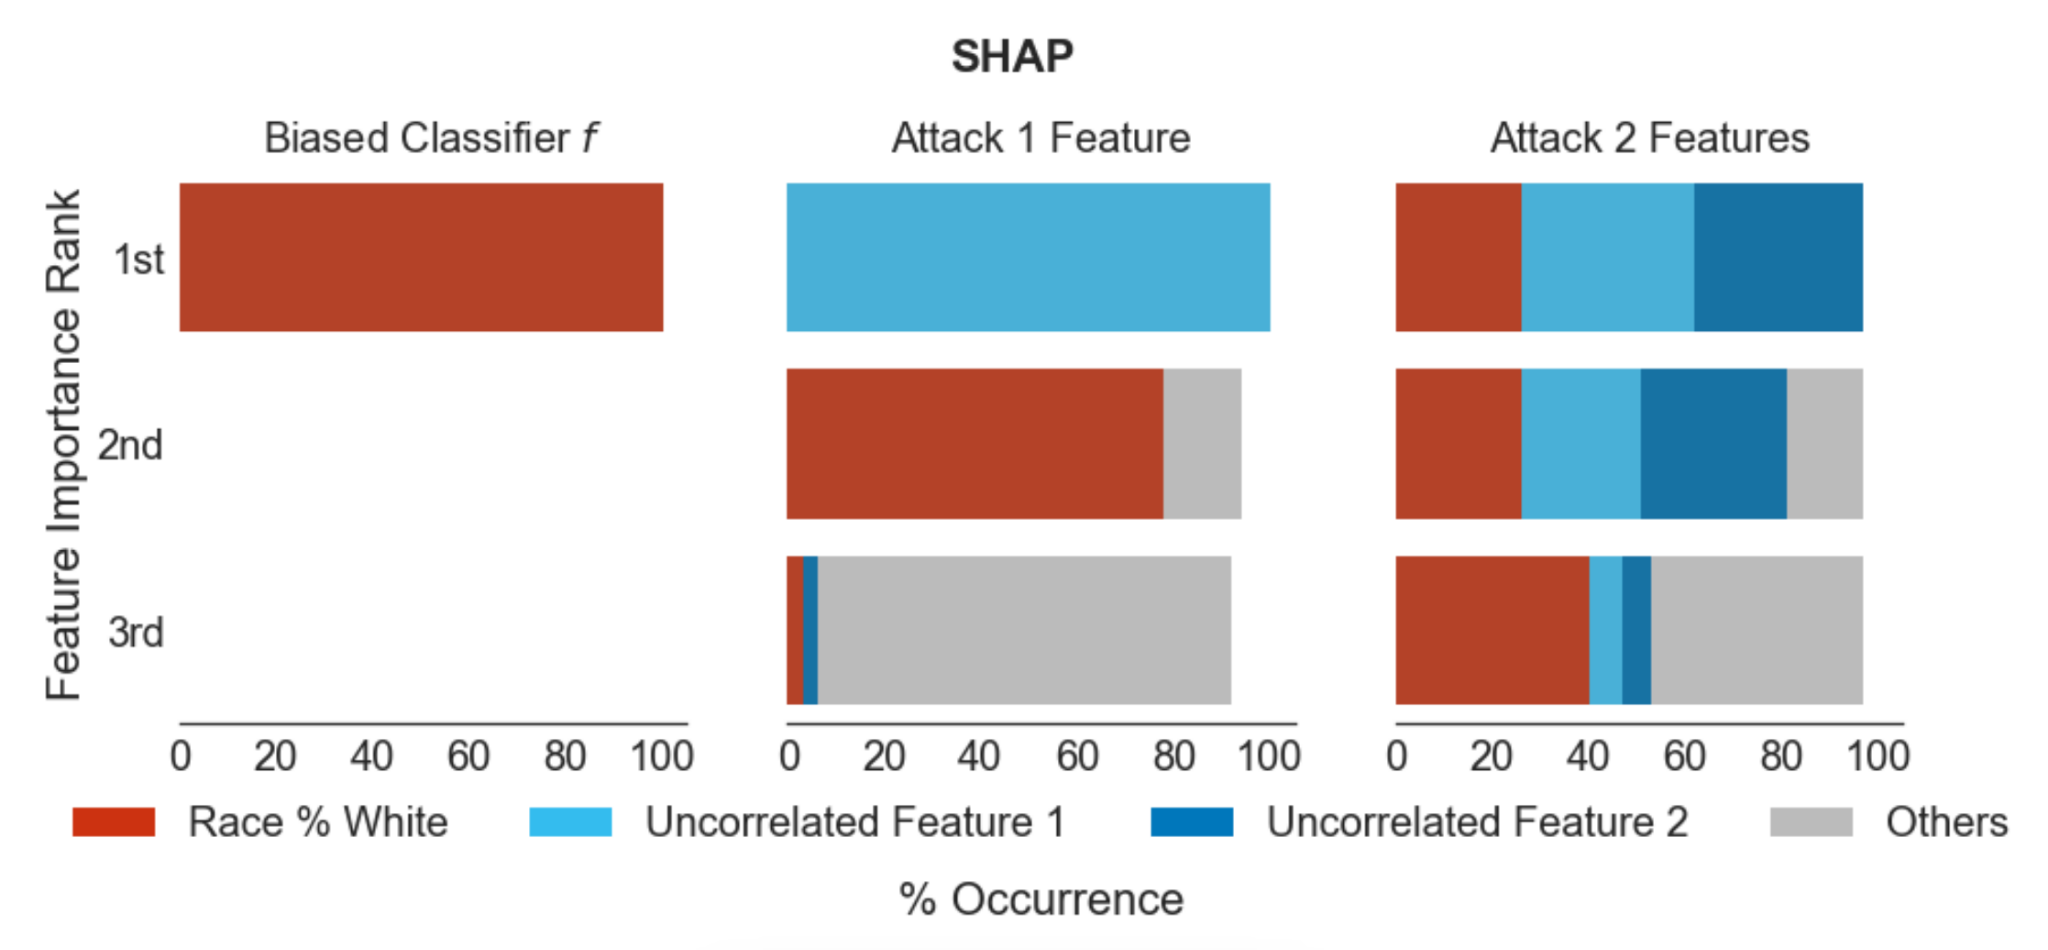 SHAP
Biased Classifier f
Attack 1 Feature
Attack 2 Features
Feature Importance Rank
1st
2nd
3rd
0 20 40 60 80 100
0 20 40 60 80 100
0 20 40 60 80 100
Race % White
Uncorrelated Feature 1
Uncorrelated Feature 2
Others
% Occurrence